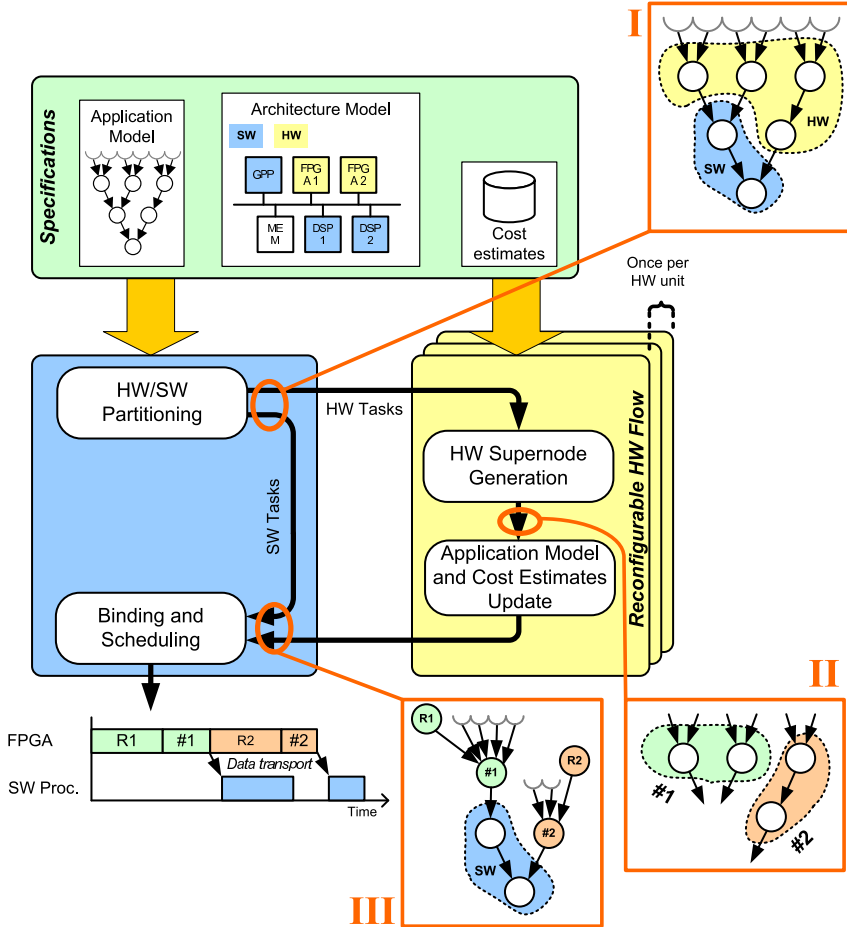 I
Specifications
Application
Model
Architecture Model
SW
HW
GPP
FPG
A 1
FPG
A 2
ME
M
DSP
1
DSP
2
Cost
estimates
HW
SW
Once per
HW unit
HW/SW
Partitioning
HW Tasks
SW Tasks
Binding and
Scheduling
HW Supernode
Generation
Application Model
and Cost Estimates
Update
Reconfigurable HW Flow
II
#1
#2
FPGA
R1
#1
R2
#2
Data transport
SW Proc.
Time
R1
R2
#1
#2
SW
III